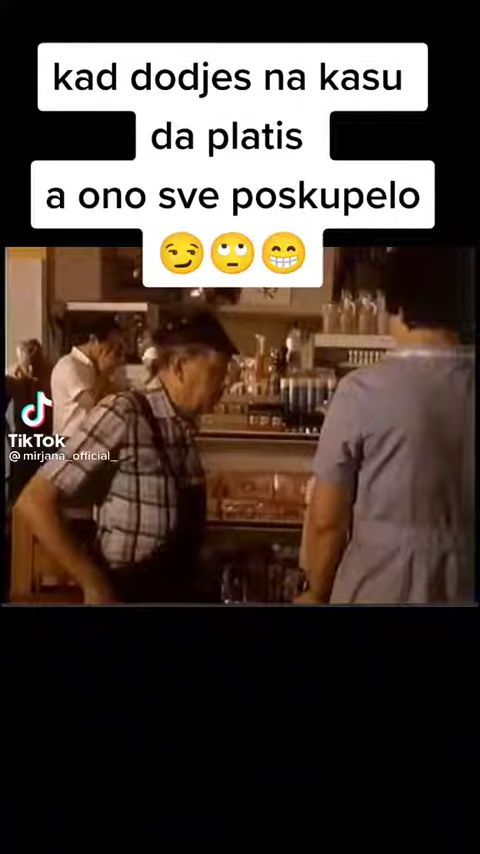 kad dodjes na kasu
da platis
a ono sve poskupelo
😏🙄😁
TikTok
@mirjana_official_